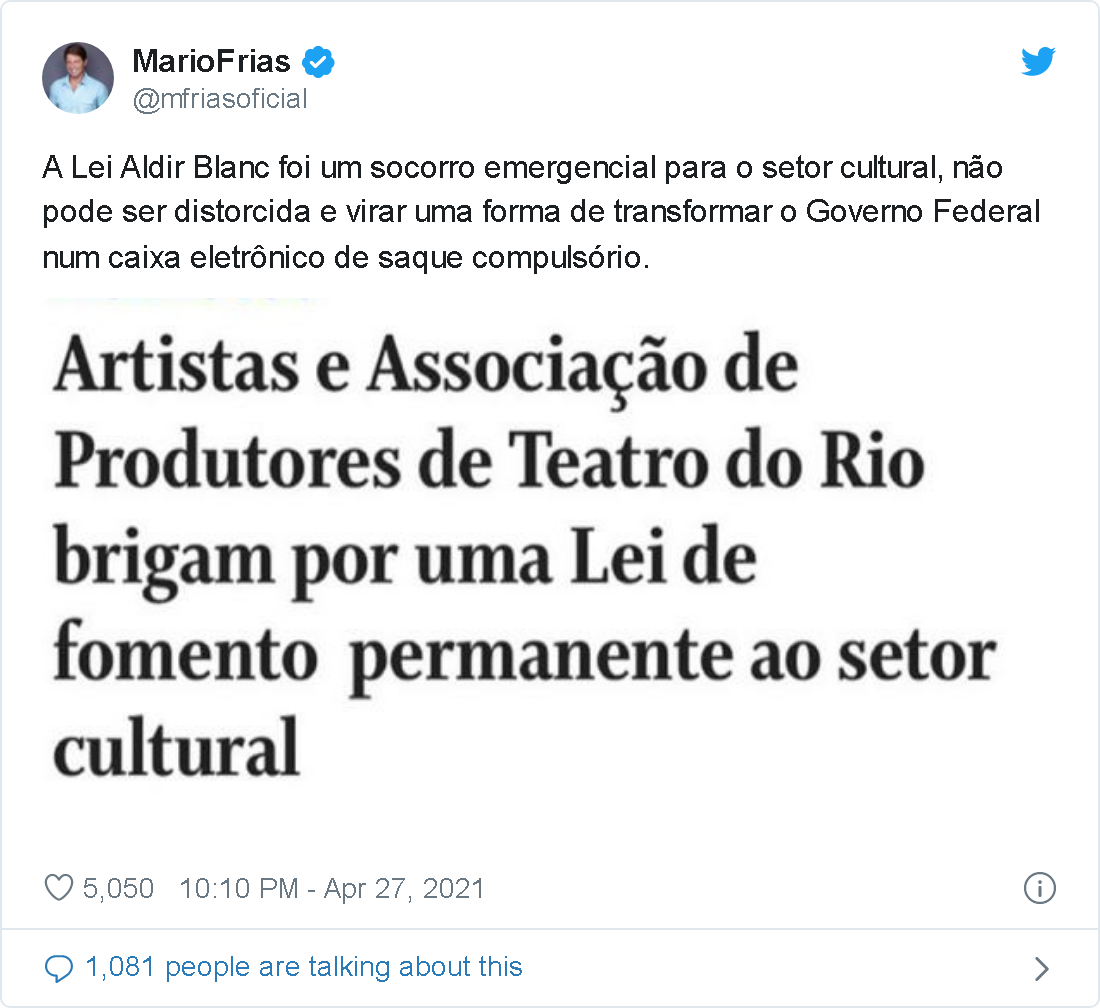 MarioFrias
@mfriasoficial
A Lei Aldir Blanc foi um socorro emergencial para o setor cultural, não
pode ser distorcida e virar uma forma de transformar o Governo Federal
num caixa eletrônico de saque compulsório.
Artistas e Associação de
Produtores de Teatro do Rio
brigam por uma Lei de
fomento permanente ao setor
cultural
5,050 10:10 PM - Apr 27, 2021
1,081 people are talking about this